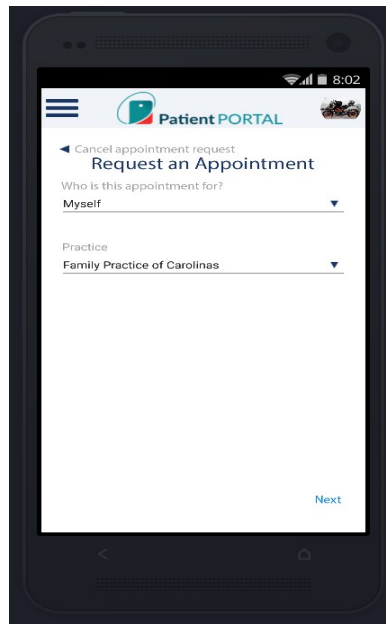 8:02
Patient PORTAL
Cancel appointment request
Request an Appointment
Who is this appointment for?
Myself
Practice
Family Practice of Carolinas
Next